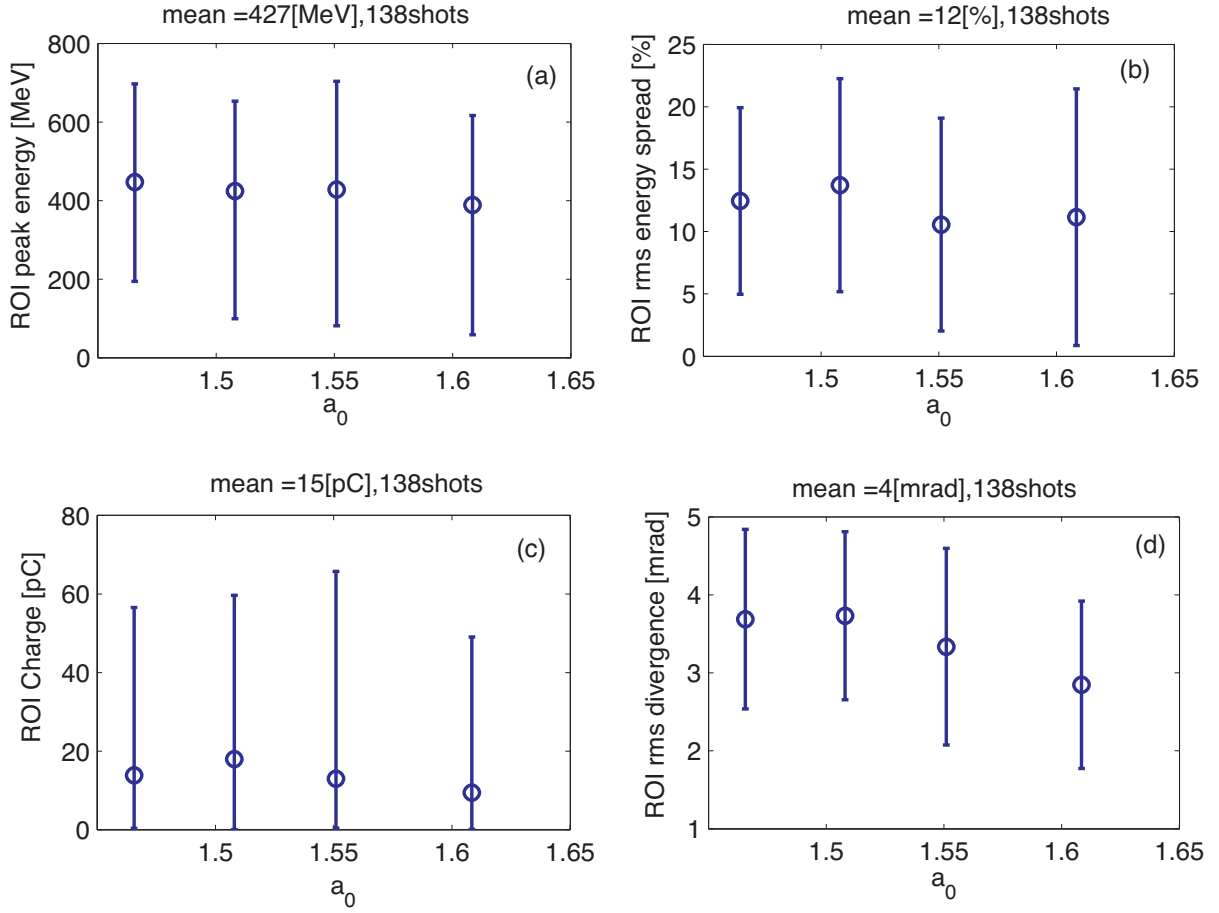 mean =427[MeV],138shots
(a)
ROI peak energy [MeV]
800
600
400
200
0
1.5
1.55
1.6
1.65
a0
mean =12[%],138shots
(b)
ROI rms energy spread [%]
25
20
15
10
5
0
1.5
1.55
1.6
1.65
a0
mean =15[pC],138shots
(c)
ROI Charge [pC]
80
60
40
20
0
1.5
1.55
1.6
1.65
a0
mean =4[mrad],138shots
(d)
ROI rms divergence [mrad]
5
4
3
2
1
1.5
1.55
1.6
1.65
a0